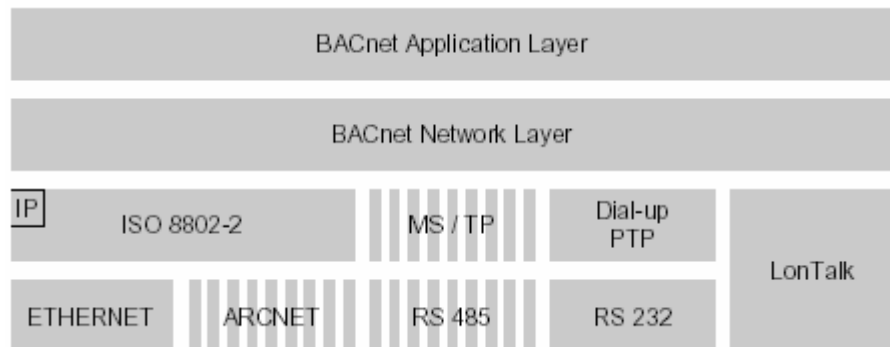 BACnet Application Layer
BACnet Network Layer
IP
ISO 8802-2
MS / TP
Dial-up
PTP
LonTalk
ETHERNET
ARCNET
RS 485
RS 232